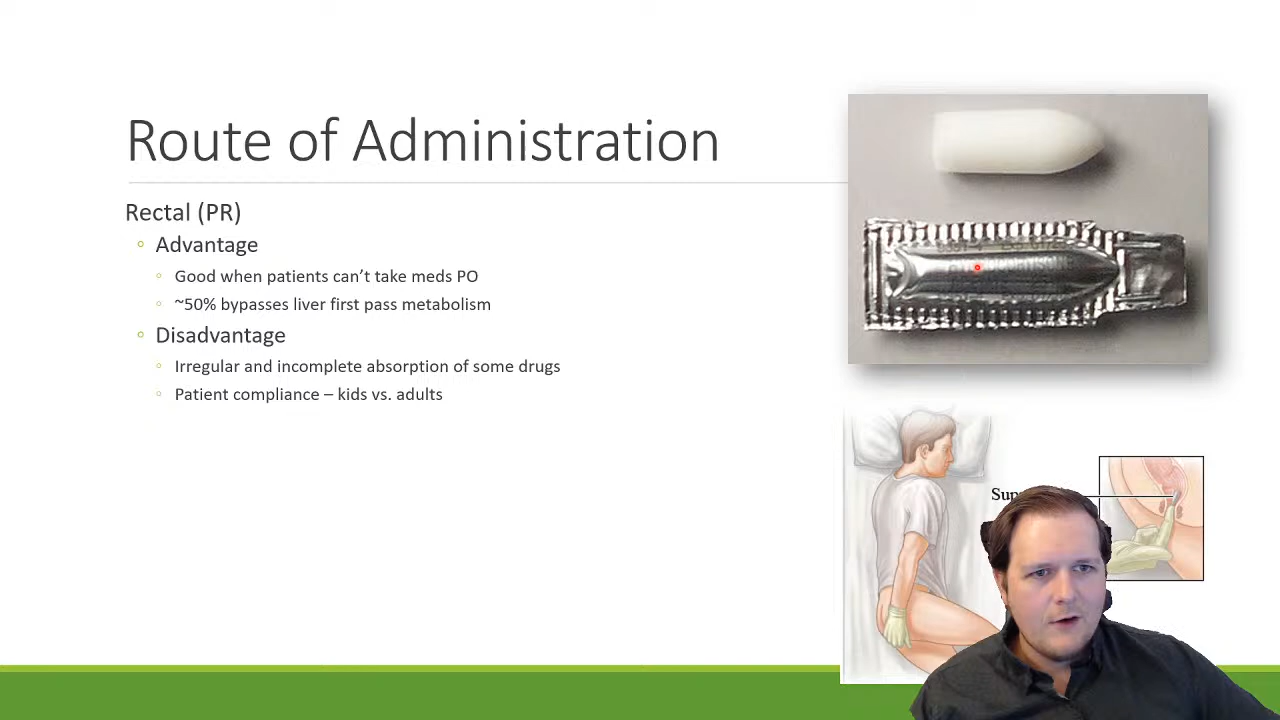 Route of Administration
Rectal (PR)
Advantage
Good when patients can’t take meds PO
~50% bypasses liver first pass metabolism
Disadvantage
Irregular and incomplete absorption of some drugs
Patient compliance – kids vs. adults